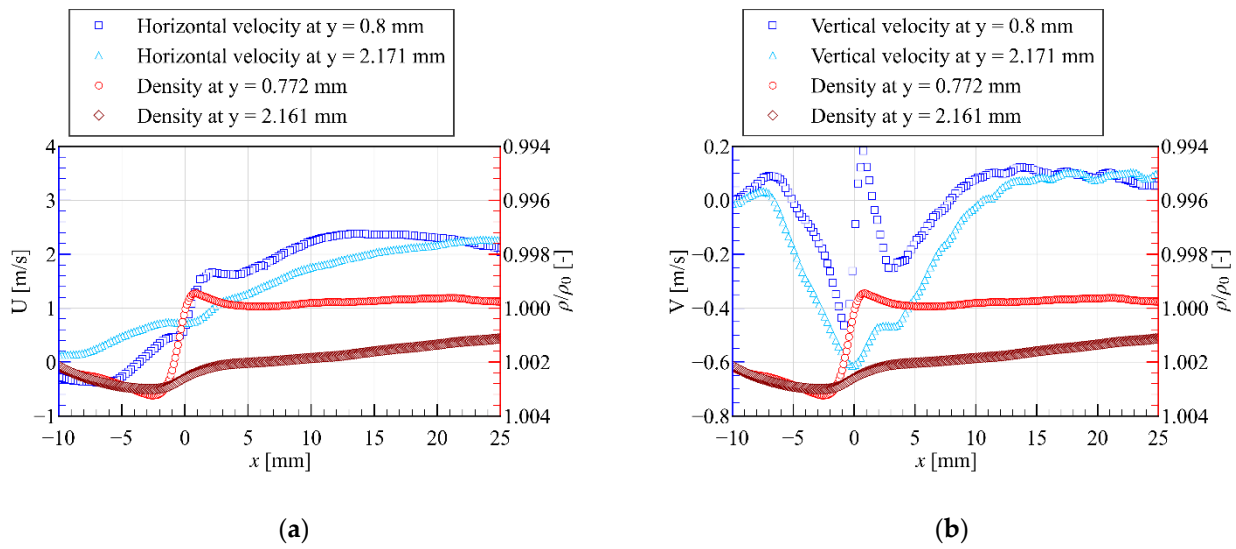 Horizontal velocity at y = 0.8 mm
Horizontal velocity at y = 2.171 mm
Density at y = 0.772 mm
Density at y = 2.161 mm
4
3
2
1
0
−1
U [m/s]
0.994
0.996
0.998
1.000
1.002
1.004
ρ/ρ0 [-]
−10 −5 0 5 10 15 20 25
x [mm]
(a)
Vertical velocity at y = 0.8 mm
Vertical velocity at y = 2.171 mm
Density at y = 0.772 mm
Density at y = 2.161 mm
0.2
0.0
−0.2
−0.4
−0.6
−0.8
V [m/s]
0.994
0.996
0.998
1.000
1.002
1.004
ρ/ρ0 [-]
−10 −5 0 5 10 15 20 25
x [mm]
(b)